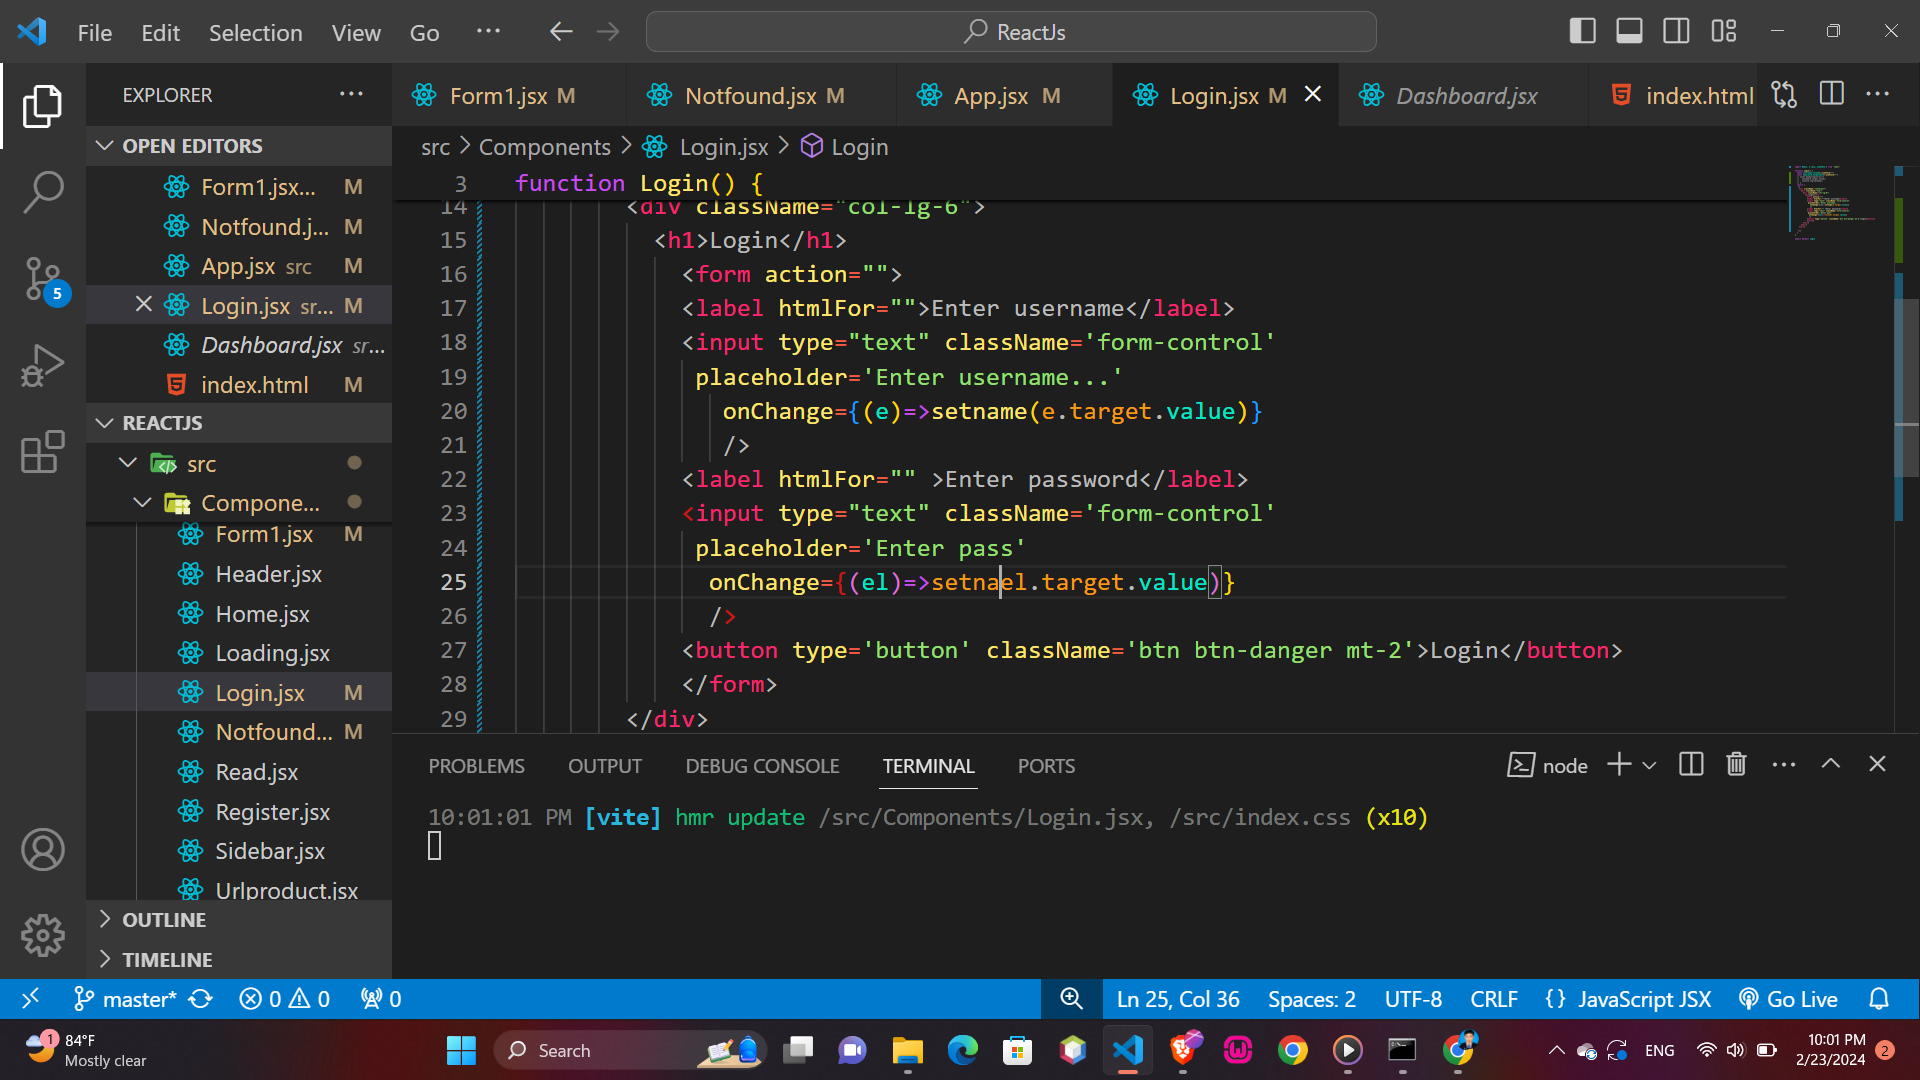 File Edit Selection View Go ··· ReactJs
EXPLORER ···
Form1.jsx M Notfound.jsx M App.jsx M Login.jsx M Dashboard.jsx index.html ···
OPEN EDITORS
Form1.jsx... M
Notfound.j... M
App.jsx src M
Login.jsx sr... M
Dashboard.jsx sr...
index.html M
REACTJS
src
Compone...
Form1.jsx M
Header.jsx
Home.jsx
Loading.jsx
Login.jsx M
Notfound... M
Read.jsx
Register.jsx
Sidebar.jsx
Urlproduct.jsx
OUTLINE
TIMELINE
5
src > Components > Login.jsx > Login
3 function Login() {
14 <div className="col-lg-6">
15 <h1>Login</h1>
16 <form action="">
17 <label htmlFor="">Enter username</label>
18 <input type="text" className='form-control'
19 placeholder='Enter username...'
20 onChange={(e)=>setname(e.target.value)}
21 />
22 <label htmlFor="" >Enter password</label>
23 <input type="text" className='form-control'
24 placeholder='Enter pass'
25 onChange={(el)=>setnael.target.value)}
26 />
27 <button type='button' className='btn btn-danger mt-2'>Login</button>
28 </form>
29 </div>
PROBLEMS OUTPUT DEBUG CONSOLE TERMINAL PORTS node ···
10:01:01 PM [vite] hmr update /src/Components/Login.jsx, /src/index.css (x10)
master* 0 0 0 Ln 25, Col 36 Spaces: 2 UTF-8 CRLF {} JavaScript JSX Go Live
1 84°F
Mostly clear
Search
ENG
10:01 PM
2/23/2024
2